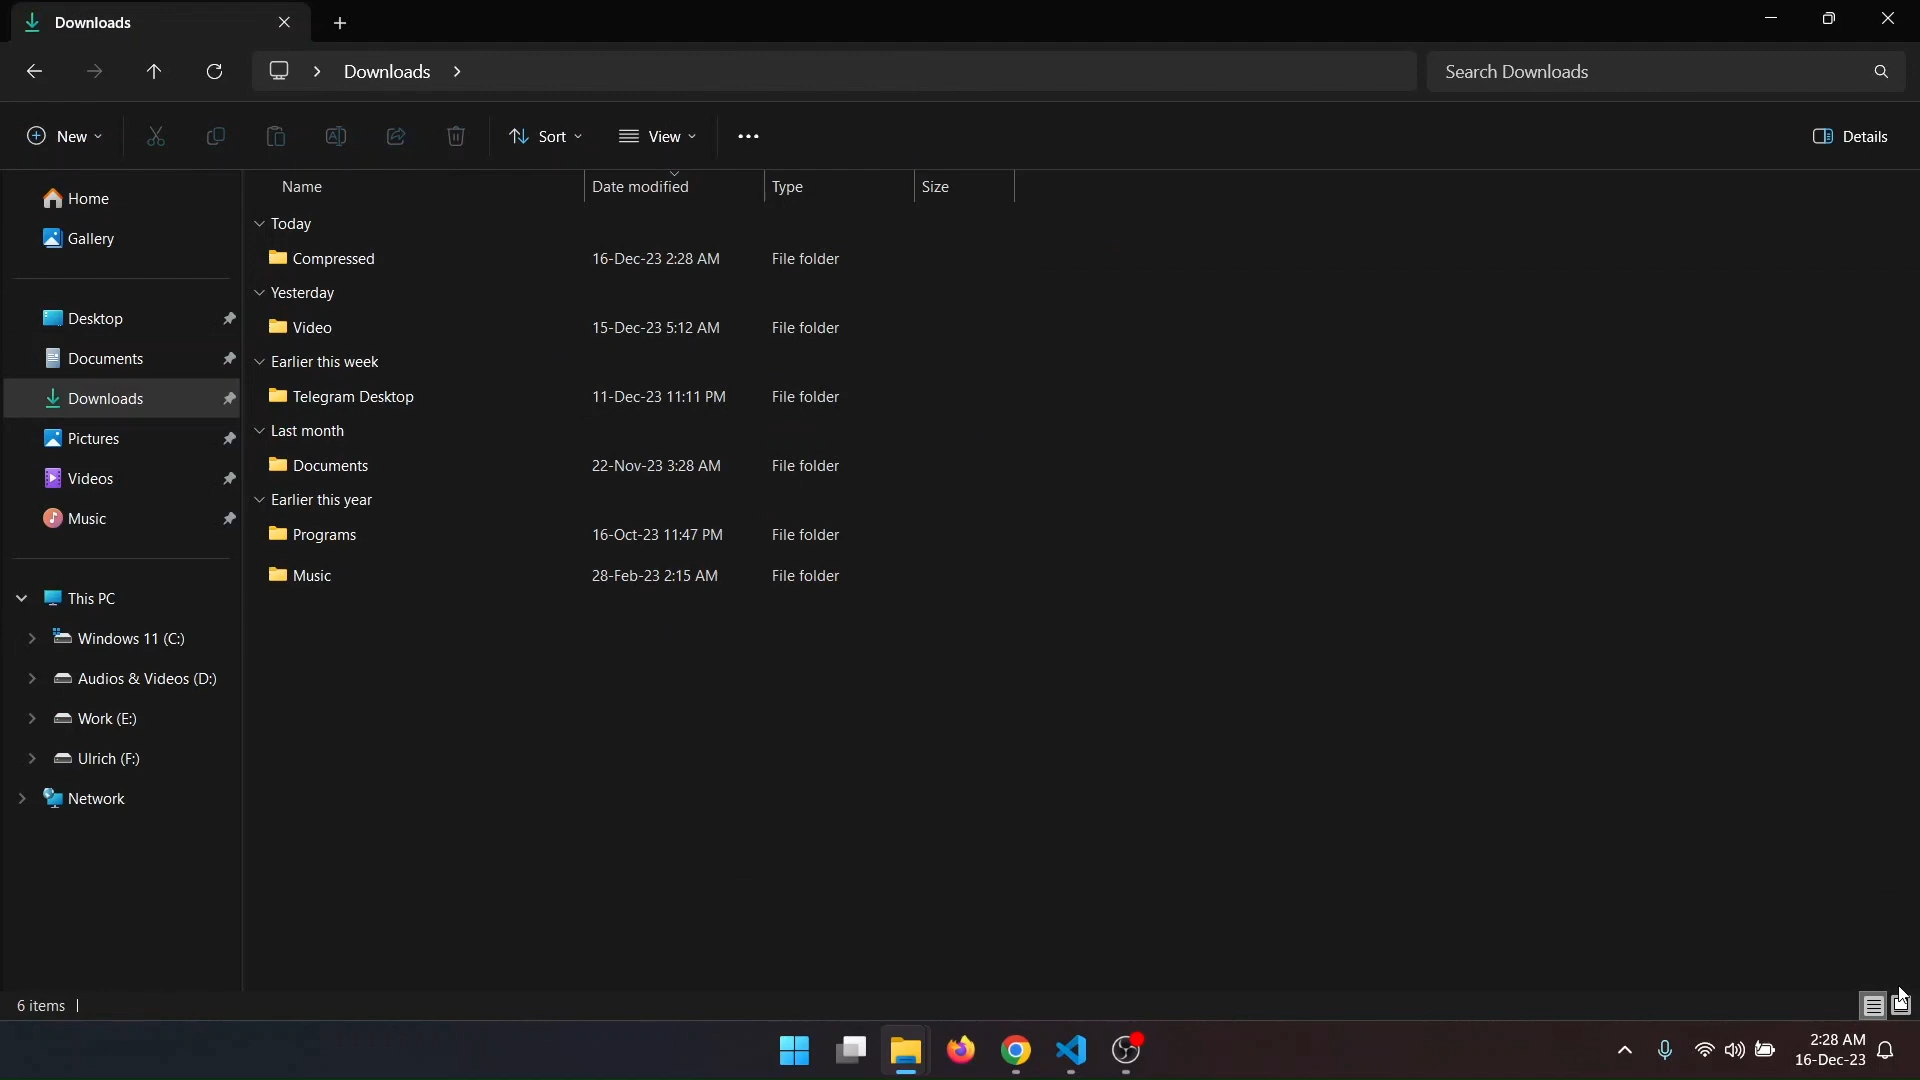 Downloads
Downloads
Search Downloads
New
Sort
View
Details
Name Date modified Type Size
Home
Gallery
Desktop
Documents
Downloads
Pictures
Videos
Music
This PC
Windows 11 (C:)
Audios & Videos (D:)
Work (E:)
Ulrich (F:)
Network
Today
Compressed 16-Dec-23 2:28 AM File folder
Yesterday
Video 15-Dec-23 5:12 AM File folder
Earlier this week
Telegram Desktop 11-Dec-23 11:11 PM File folder
Last month
Documents 22-Nov-23 3:28 AM File folder
Earlier this year
Programs 16-Oct-23 11:47 PM File folder
Music 28-Feb-23 2:15 AM File folder
6 items
2:28 AM
16-Dec-23